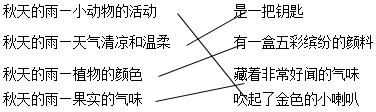 秋天的雨—小动物的活动 是一把钥匙
秋天的雨—天气清凉和温柔 有一盒五彩缤纷的颜料
秋天的雨—植物的颜色 藏着非常好闻的气味
秋天的雨—果实的气味 吹起了金色的小喇叭